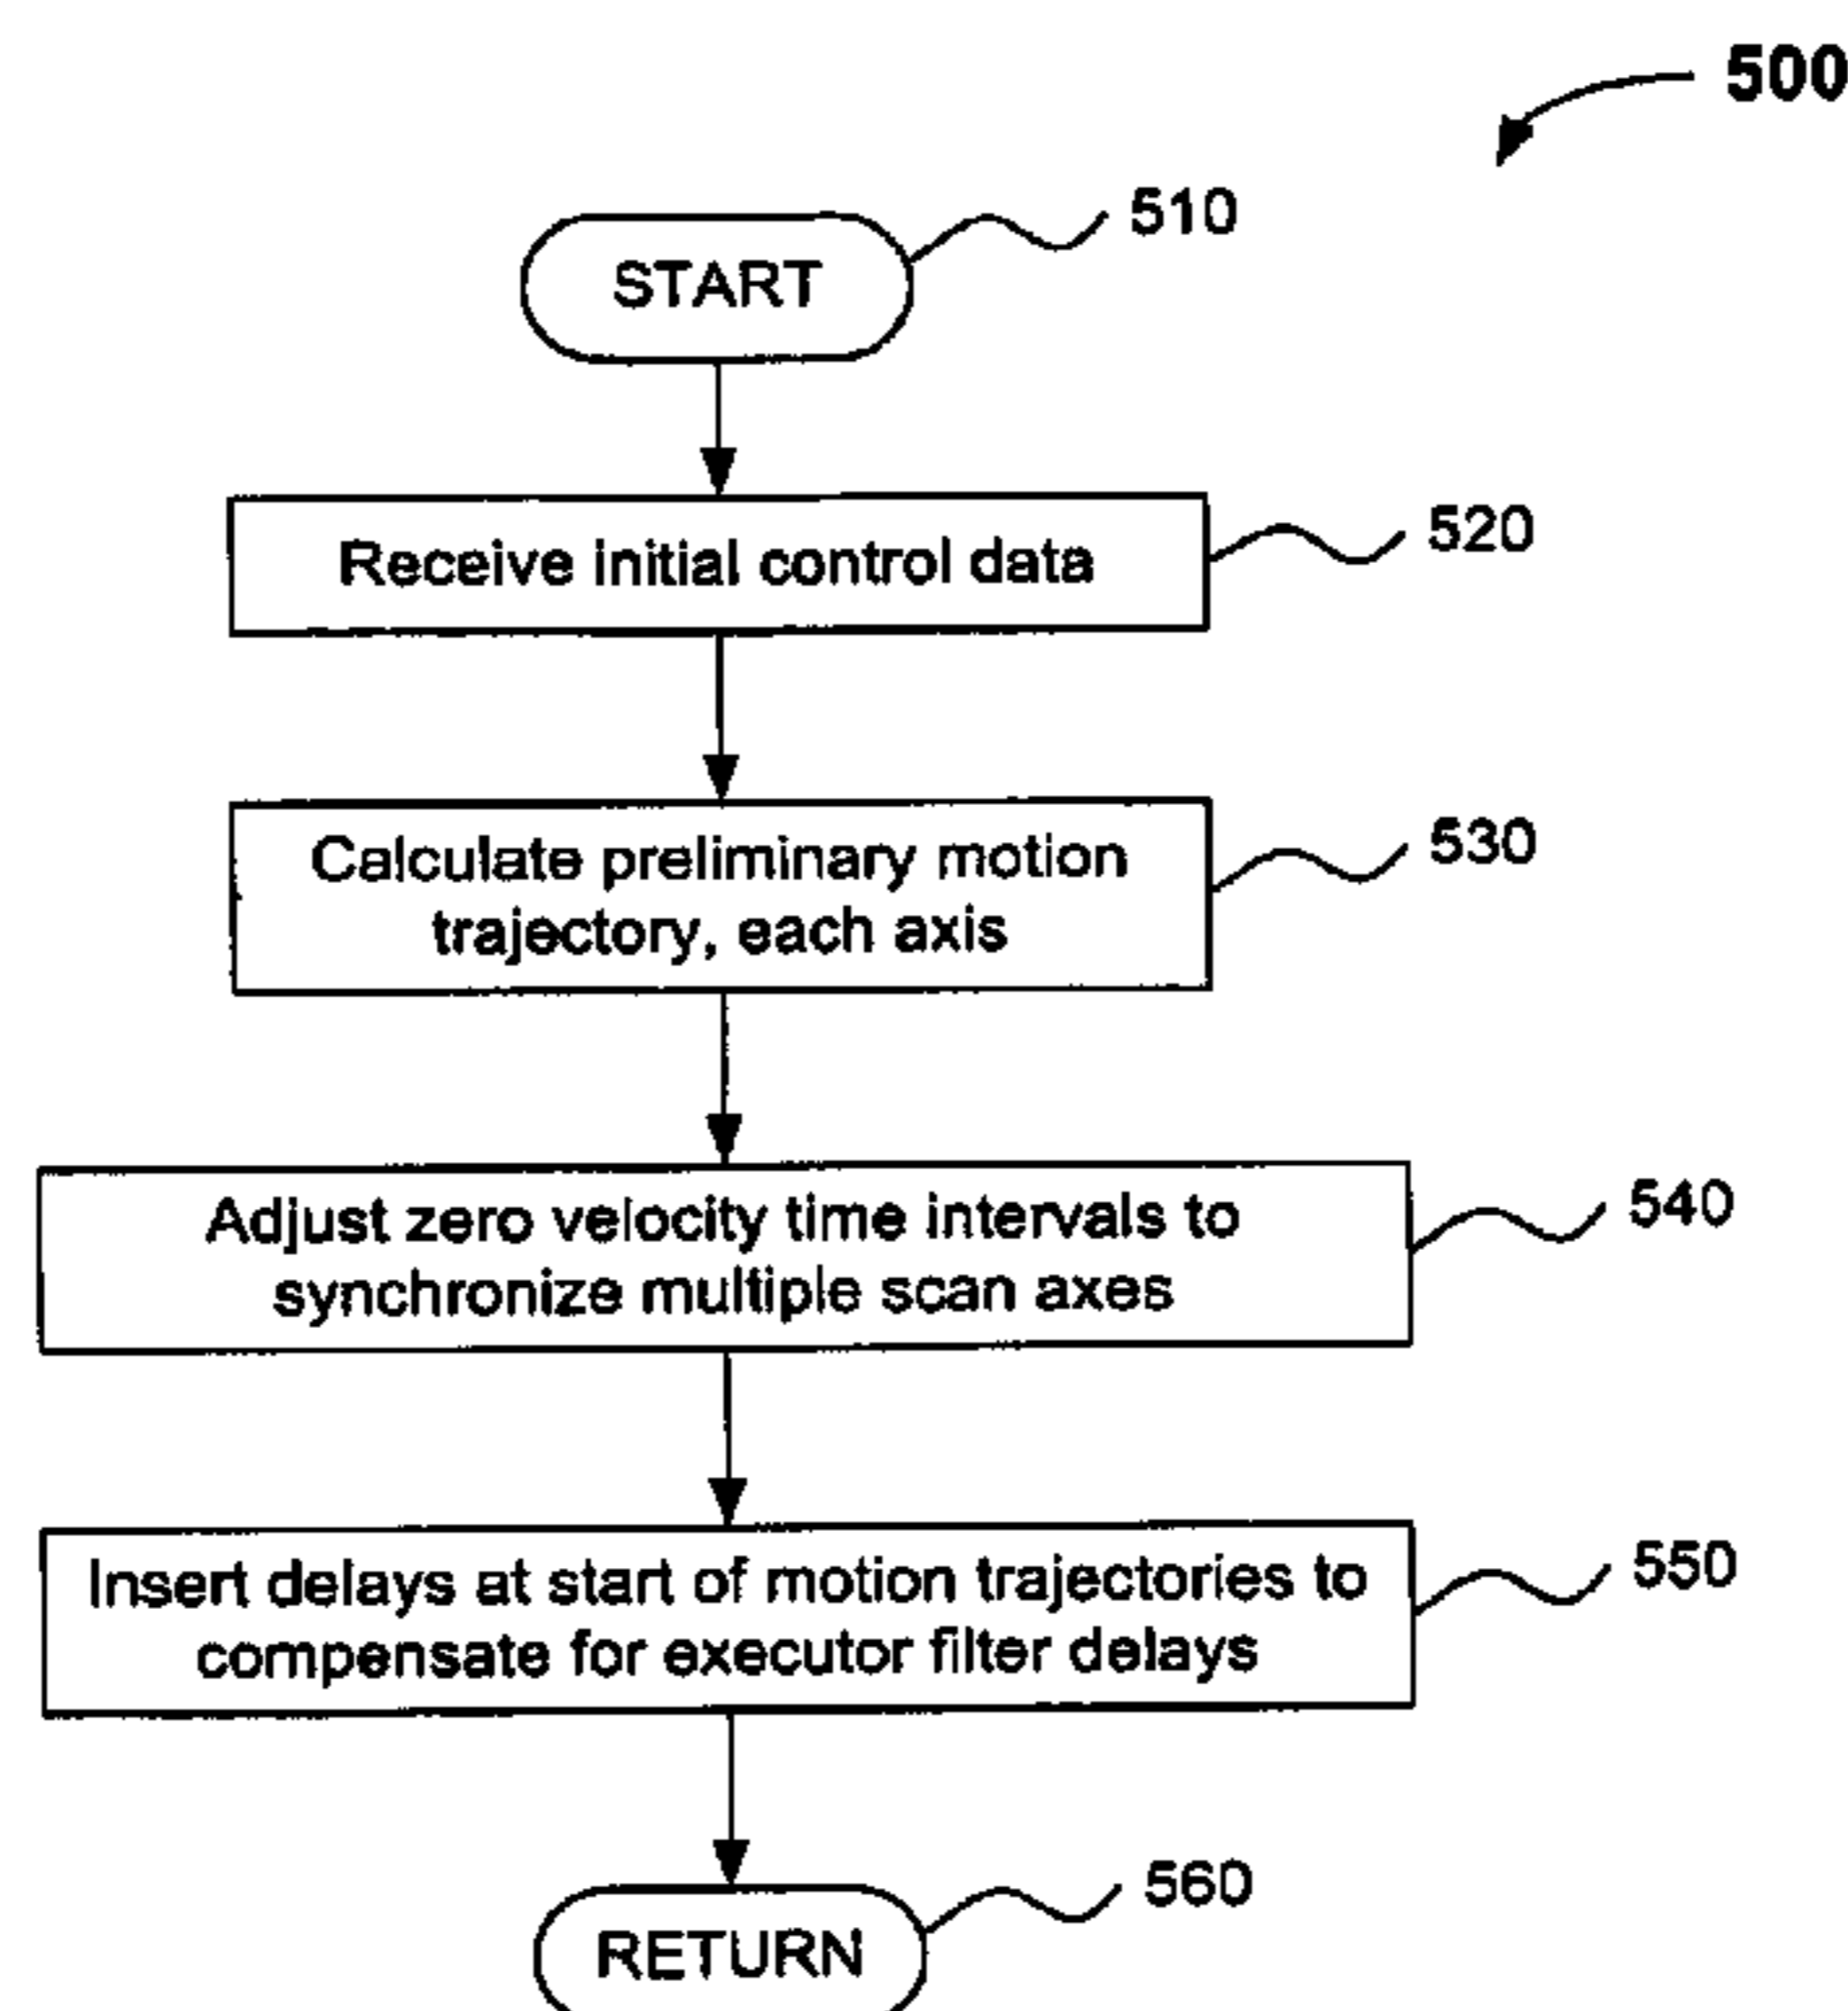 500
START
510
Receive initial control data
520
Calculate preliminary motion
trajectory, each axis
530
Adjust zero velocity time intervals to
synchronize multiple scan axes
540
Insert delays at start of motion trajectories to
compensate for executor filter delays
550
RETURN
560